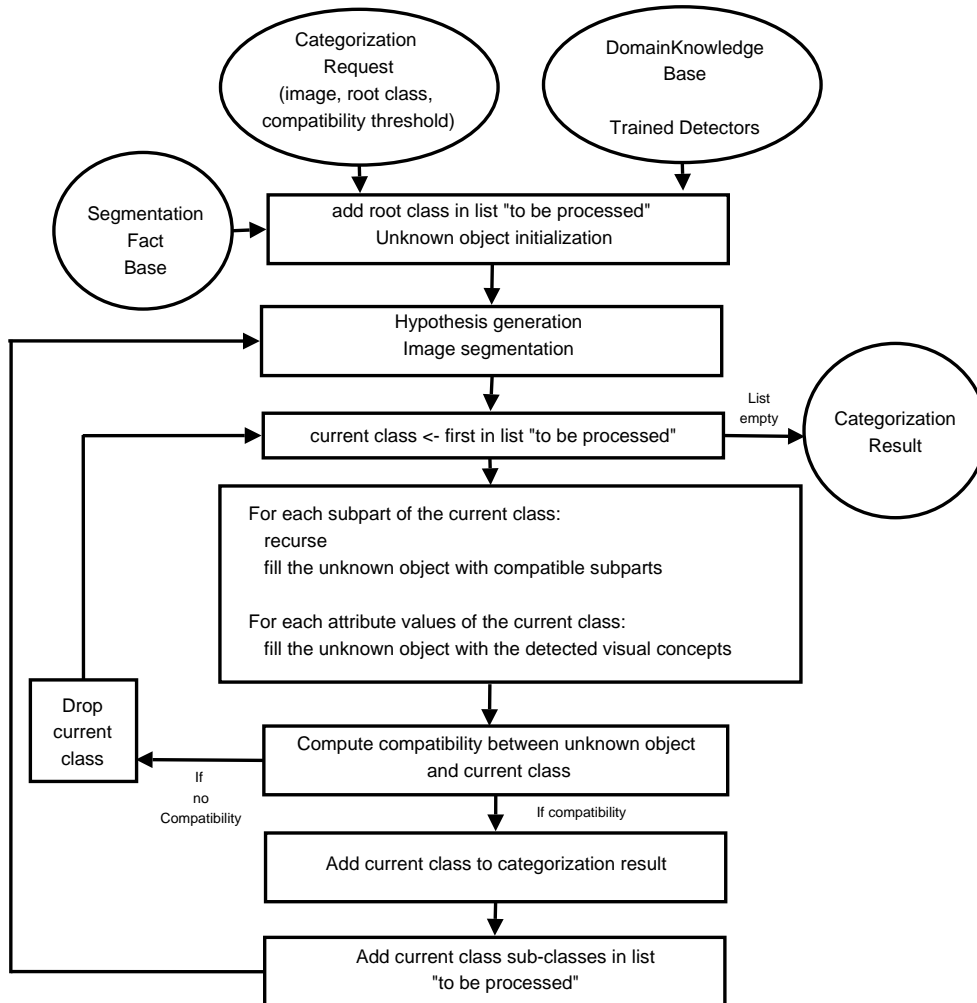 Categorization
Request
(image, root class,
compatibility threshold)
DomainKnowledge
Base
Trained Detectors
Segmentation
Fact
Base
add root class in list "to be processed"
Unknown object initialization
Hypothesis generation
Image segmentation
List
empty
current class <- first in list "to be processed"
Categorization
Result
For each subpart of the current class:
recurse
fill the unknown object with compatible subparts
For each attribute values of the current class:
fill the unknown object with the detected visual concepts
Drop
current
class
Compute compatibility between unknown object
and current class
If
no
Compatibility
If compatibility
Add current class to categorization result
Add current class sub-classes in list
"to be processed"